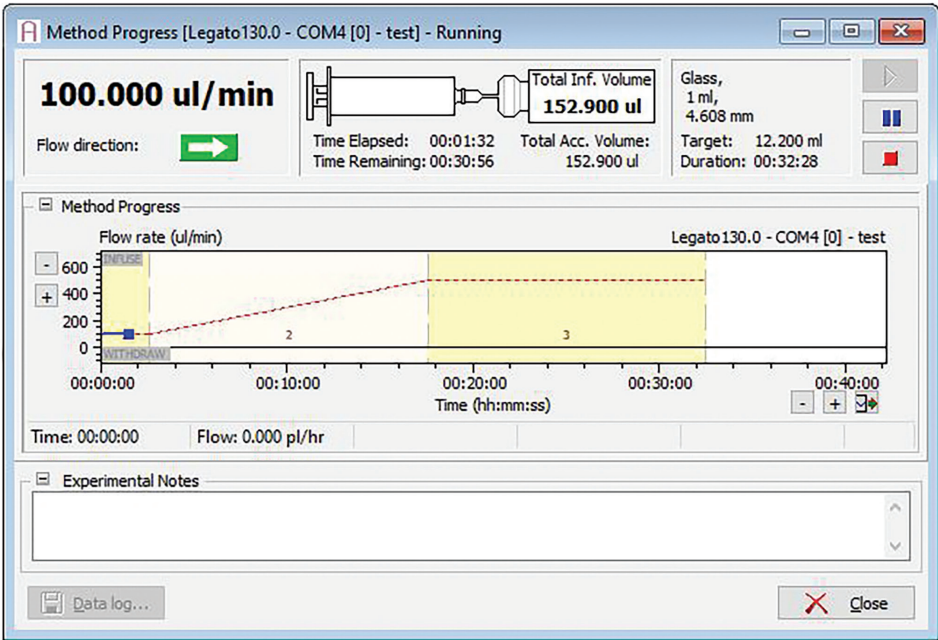 Method Progress [Legato130.0 - COM4 [0] - test] - Running
100.000 ul/min
Flow direction:
Total Inf. Volume
152.900 ul
Time Elapsed: 00:01:32
Time Remaining: 00:30:56
Total Acc. Volume:
152.900 ul
Glass,
1 ml,
4.608 mm
Target: 12.200 ml
Duration: 00:32:28
Method Progress
Flow rate (ul/min)
Legato130.0 - COM4 [0] - test
- 600
+ 400
200
0
INFUSE
WITHDRAW
2
3
00:00:00 00:10:00 00:20:00 00:30:00 00:40:00
Time (hh:mm:ss)
- +
Time: 00:00:00 Flow: 0.000 pl/hr
Experimental Notes
Data log...
Close